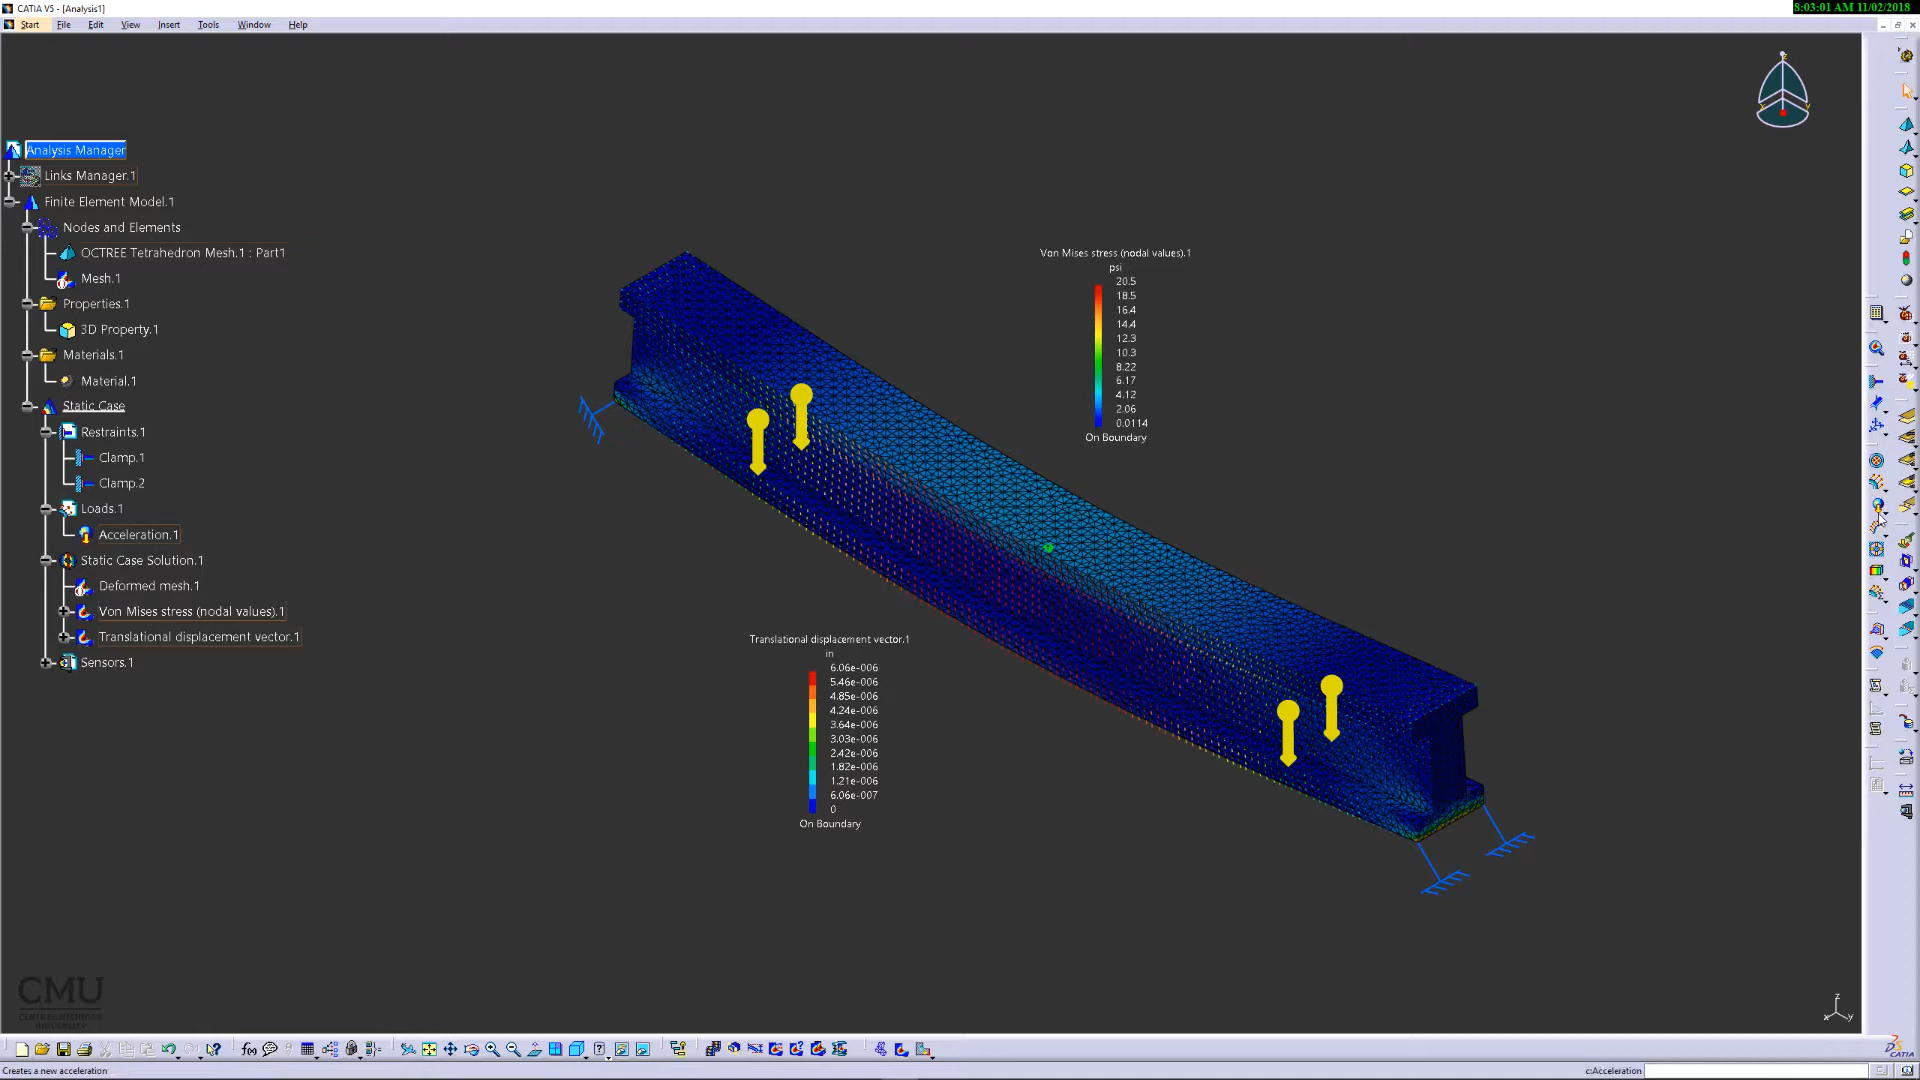 CATIA V5 - [Analysis1]
8:03:01 AM 11/02/2018
Start File Edit View Insert Tools Window Help
Analysis Manager
Links Manager.1
Finite Element Model.1
Nodes and Elements
OCTREE Tetrahedron Mesh.1 : Part1
Mesh.1
Properties.1
3D Property.1
Materials.1
Material.1
Static Case
Restraints.1
Clamp.1
Clamp.2
Loads.1
Acceleration.1
Static Case Solution.1
Deformed mesh.1
Von Mises stress (nodal values).1
Translational displacement vector.1
Sensors.1
Von Mises stress (nodal values).1
psi
20.5
18.5
16.4
14.4
12.3
10.3
8.22
6.17
4.12
2.06
0.0114
On Boundary
Translational displacement vector.1
in
6.06e-006
5.46e-006
4.85e-006
4.24e-006
3.64e-006
3.03e-006
2.42e-006
1.82e-006
1.21e-006
6.06e-007
0
On Boundary
CMU
CENTRAL MICHIGAN
UNIVERSITY
z
x y
CATIA
Creates a new acceleration
c:Acceleration